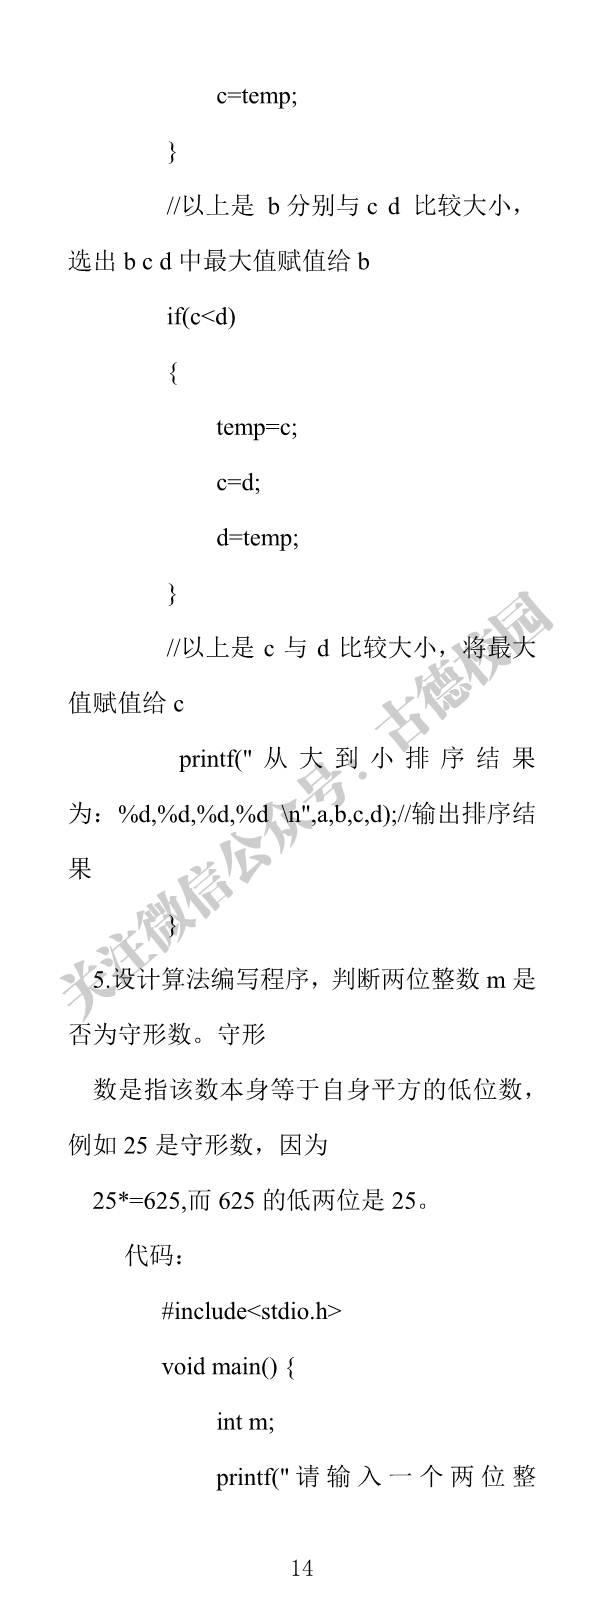 c=temp;
}
//以上是 b 分别与 c d 比较大小，
选出 b c d 中最大值赋值给 b
if(c<d)
{
temp=c;
c=d;
d=temp;
}
//以上是 c 与 d 比较大小，将最大
值赋值给 c
printf("从大到小排序结果
为：%d,%d,%d,%d \n",a,b,c,d);//输出排序结
果
}
5.设计算法编写程序，判断两位整数 m 是
否为守形数。守形
数是指该数本身等于自身平方的低位数，
例如 25 是守形数，因为
25*=625,而 625 的低两位是 25。
代码：
#include<stdio.h>
void main() {
int m;
printf("请输入一个两位整
14
关注微信公众号：古德校园